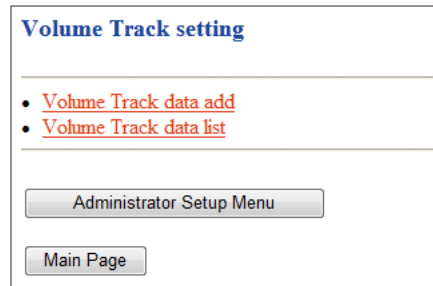 Volume Track setting
Volume Track data add
Volume Track data list
Administrator Setup Menu
Main Page